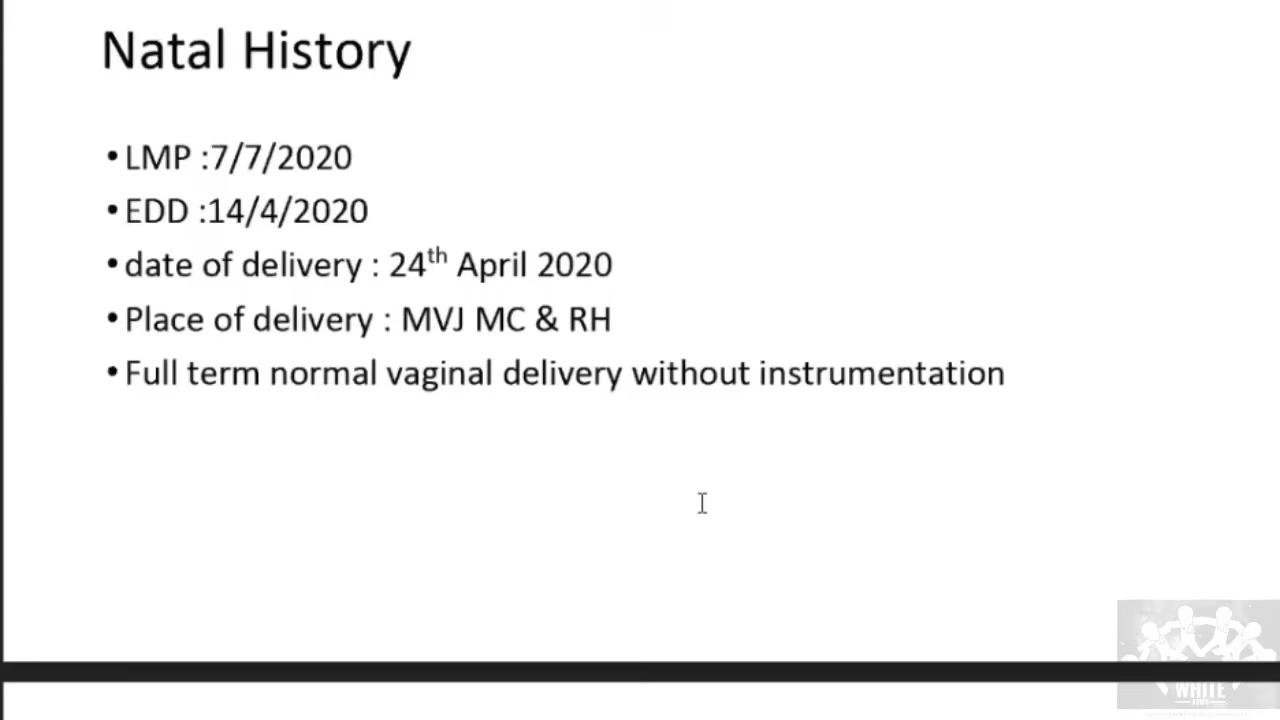 Natal History
•LMP :7/7/2020
•EDD :14/4/2020
•date of delivery : 24th April 2020
•Place of delivery : MVJ MC & RH
•Full term normal vaginal delivery without instrumentation
WHITE